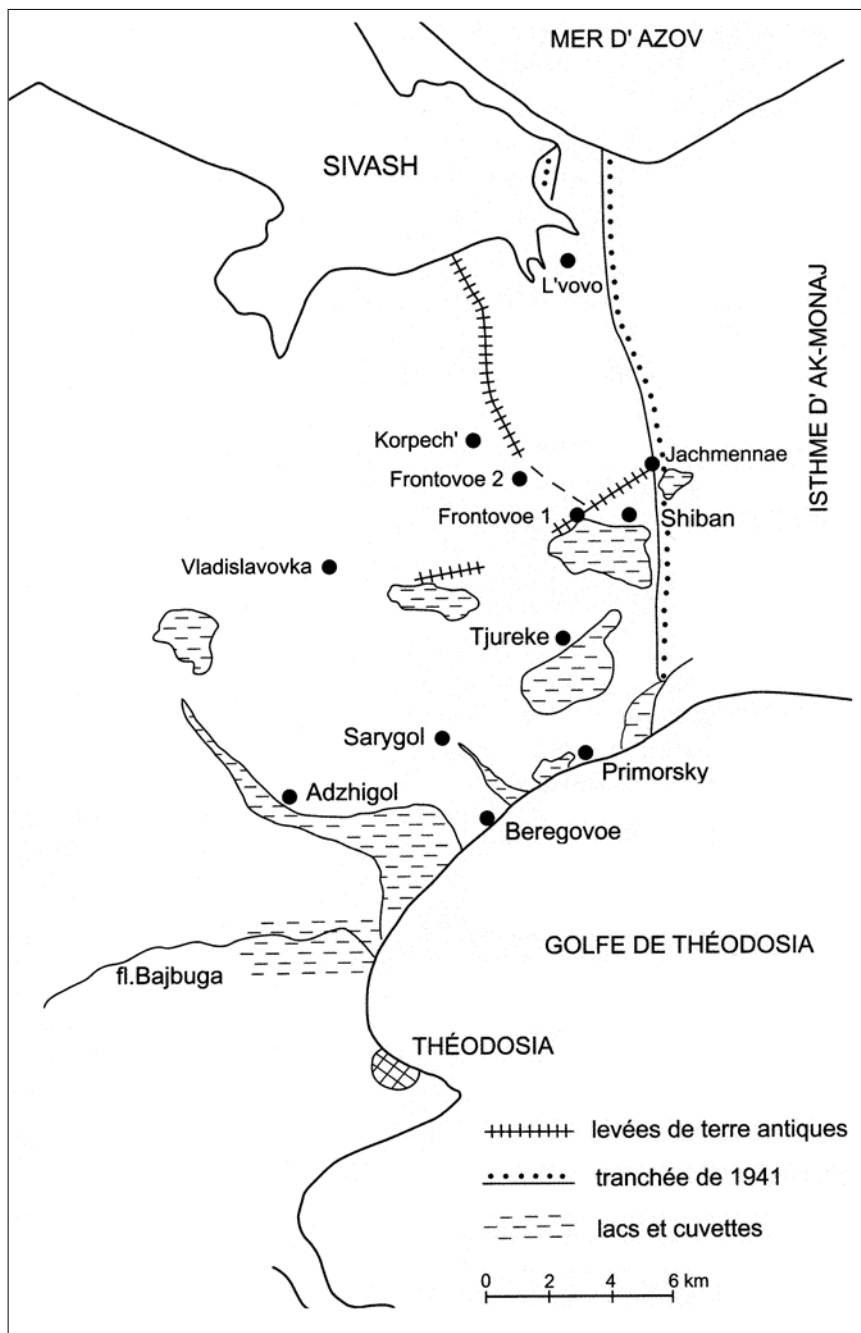 MER D' AZOV
SIVASH
L'vovo
ISTHME D' AK-MONAJ
Korpech'
Jachmennae
Frontovoe 2
Frontovoe 1
Shiban
Vladislavovka
Tjureke
Sarygol
Primorsky
Adzhigol
Beregovoe
GOLFE DE THÉODOSIA
fl.Bajbuga
THÉODOSIA
levées de terre antiques
tranchée de 1941
lacs et cuvettes
0 2 4 6 km